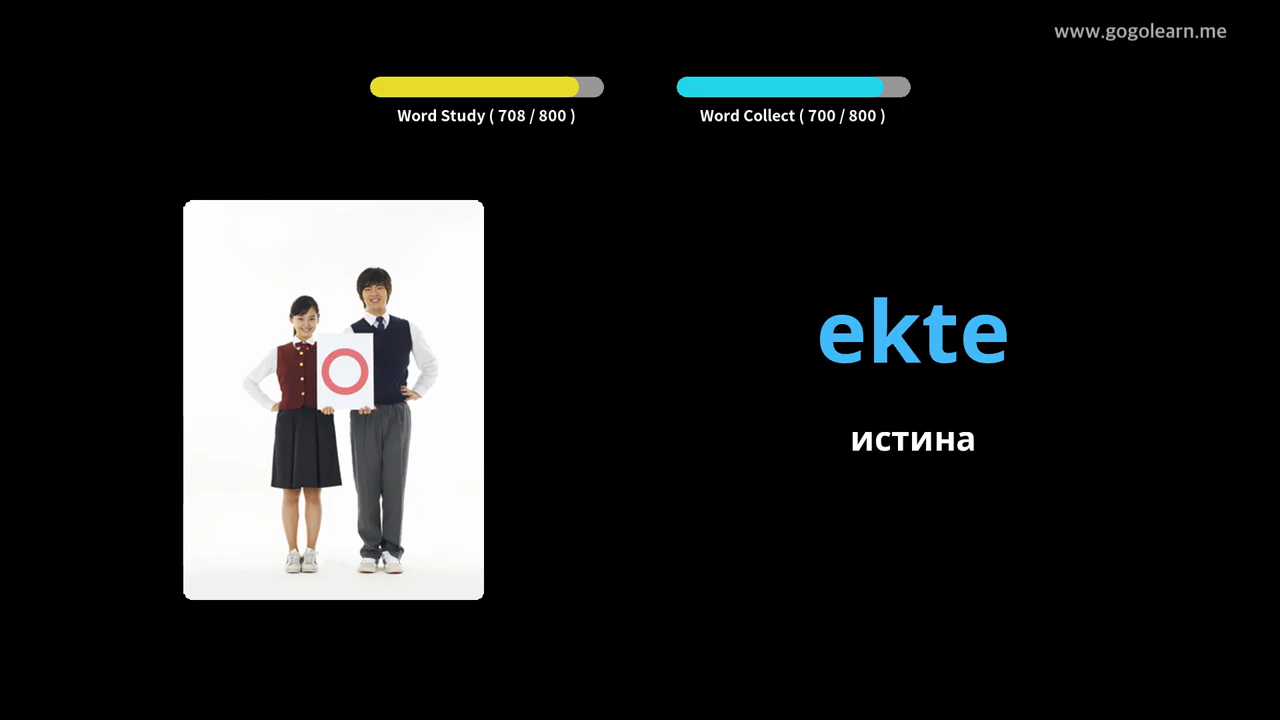 www.gogolearn.me
Word Study ( 708 / 800 )
Word Collect ( 700 / 800 )
ekte
истина